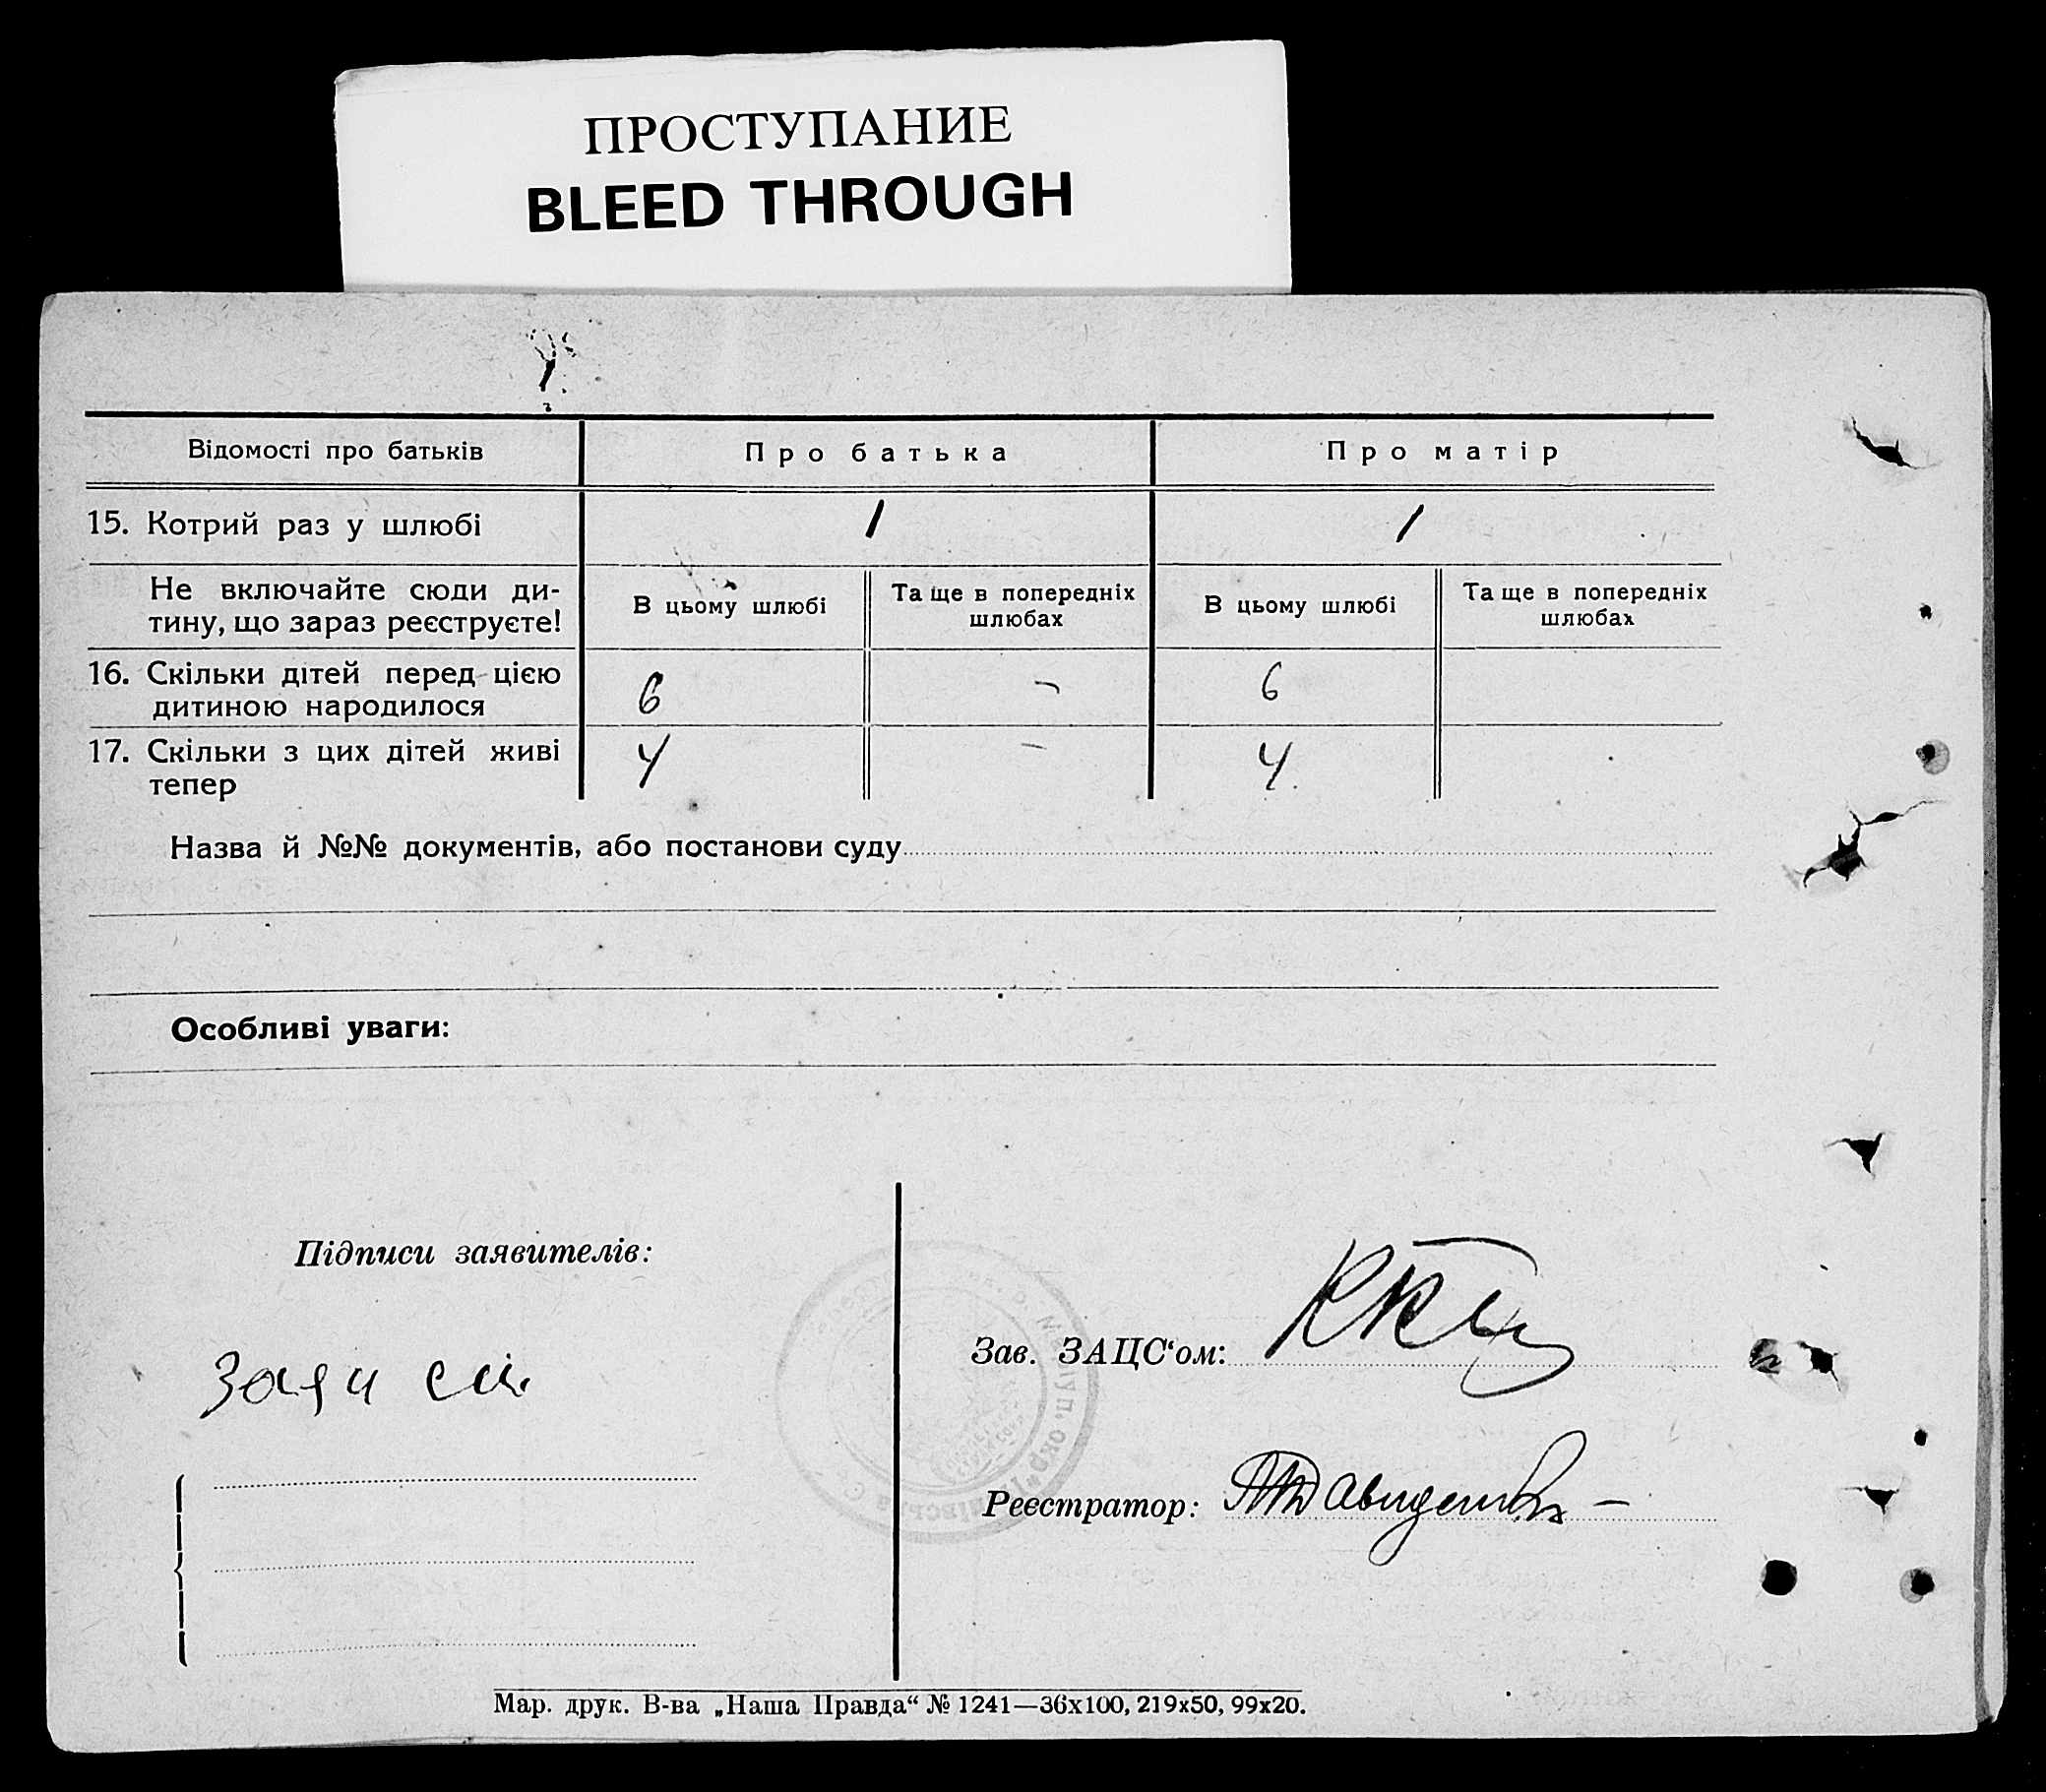 ПРОСТУПАНИЕ
BLEED THROUGH
Відомості про батьків
Про батька
Про матір
15. Котрий раз у шлюбі
1
1
Не включайте сюди ди-
тину, що зараз реєструєте!
В цьому шлюбі
Та ще в попередніх
шлюбах
В цьому шлюбі
Та ще в попередніх
шлюбах
16. Скільки дітей перед цією
дитиною народилося
6
-
6
17. Скільки з цих дітей живі
тепер
4
-
4
Назва й №№ документів, або постанови суду
Особливі уваги:
Підписи заявителів:
Зав. ЗАЦС‘ом:
Реєстратор:
Мар. друк. В-ва „Наша Правда“ № 1241—36х100, 219х50, 99х20.